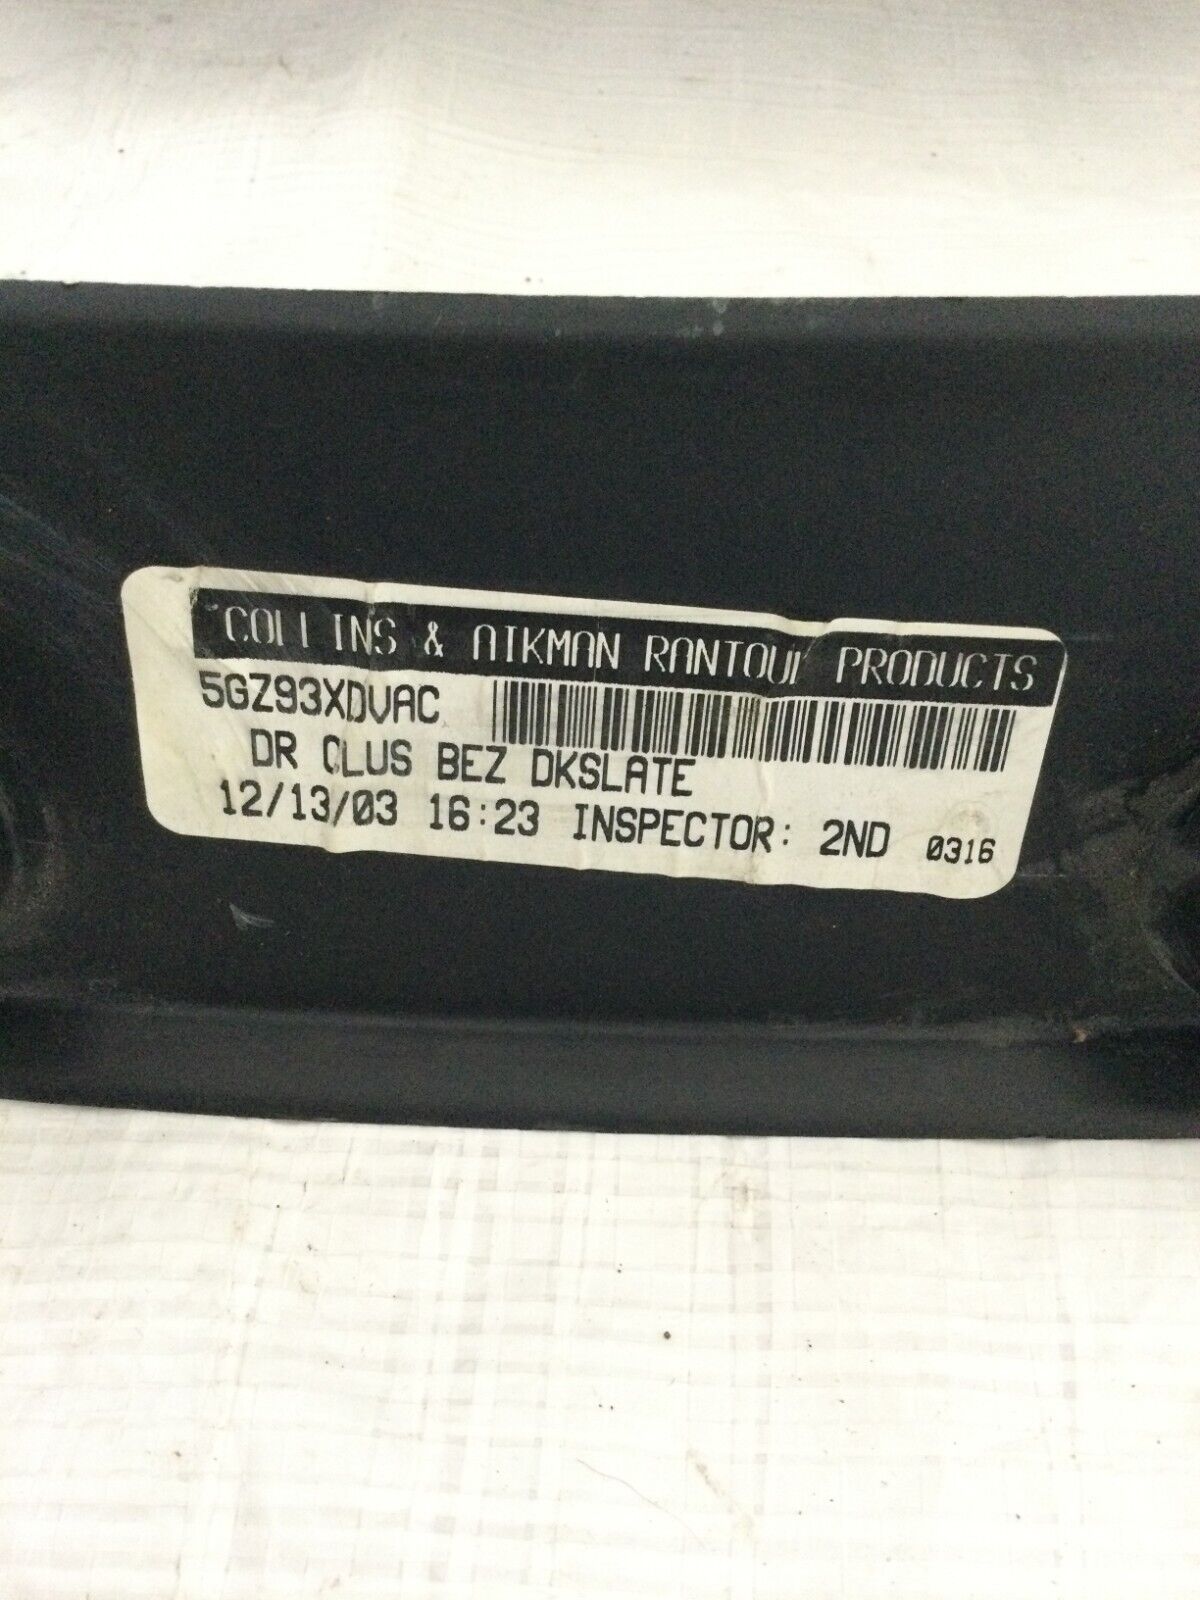 COLLINS & AIKMAN RANTOUL PRODUCTS
5GZ93XDVAC
DR CLUS BEZ DKSLATE
12/13/03 16:23 INSPECTOR: 2ND 0316